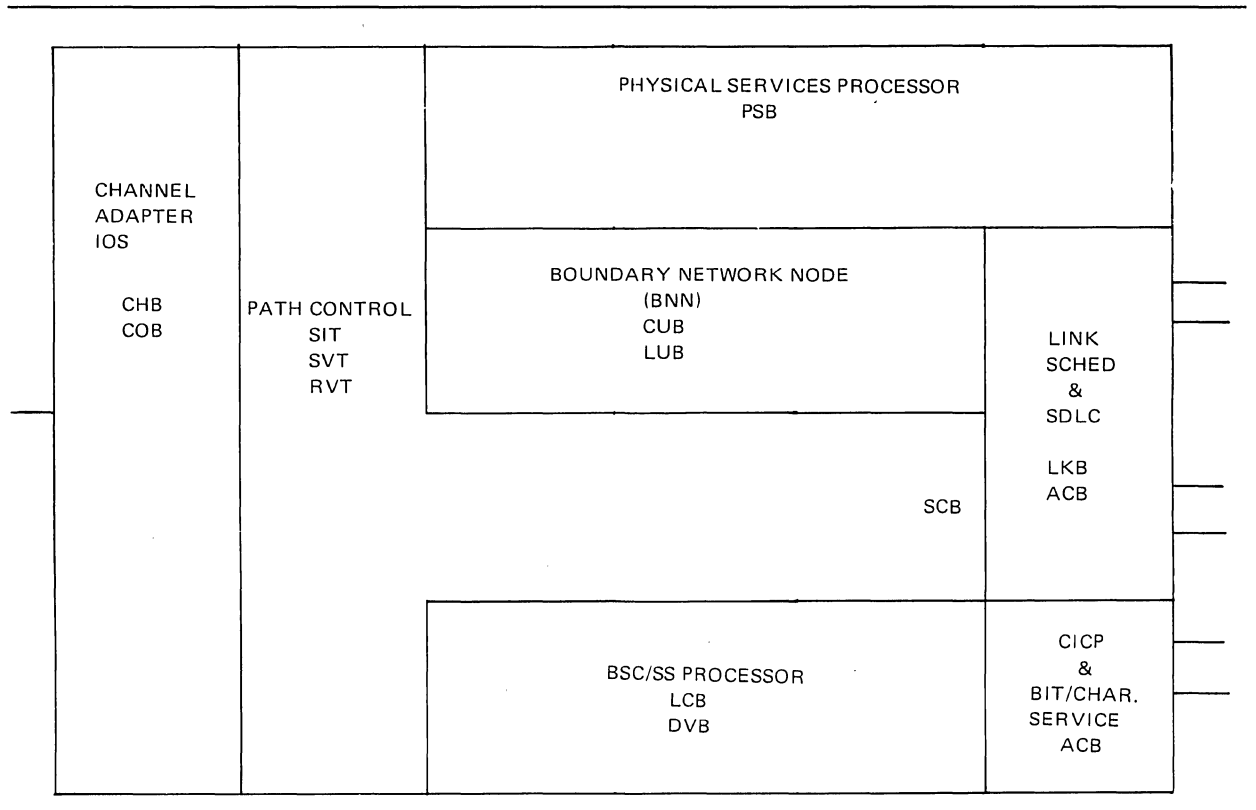 PHYSICAL SERVICES PROCESSOR
PSB
CHANNEL
ADAPTER
IOS
CHB
COB
PATH CONTROL
SIT
SVT
RVT
BOUNDARY NETWORK NODE
(BNN)
CUB
LUB
LINK
SCHED
&
SDLC
LKB
ACB
SCB
BSC/SS PROCESSOR
LCB
DVB
CICP
&
BIT/CHAR.
SERVICE
ACB